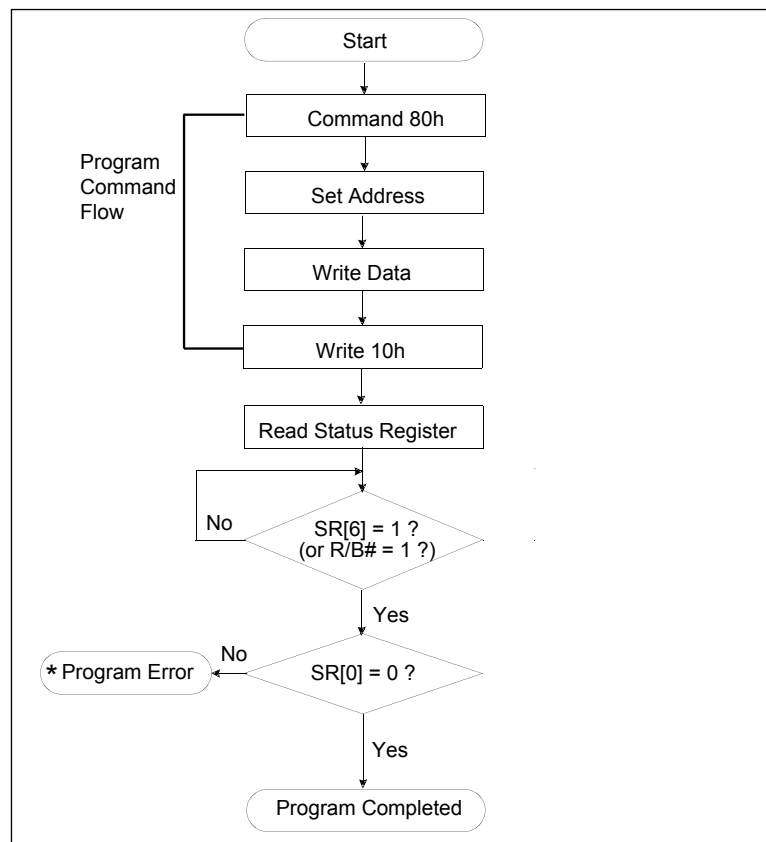 Start
Command 80h
Program
Command
Flow
Set Address
Write Data
Write 10h
Read Status Register
No
SR[6] = 1 ?
(or R/B# = 1 ?)
Yes
No
* Program Error
SR[0] = 0 ?
Yes
Program Completed